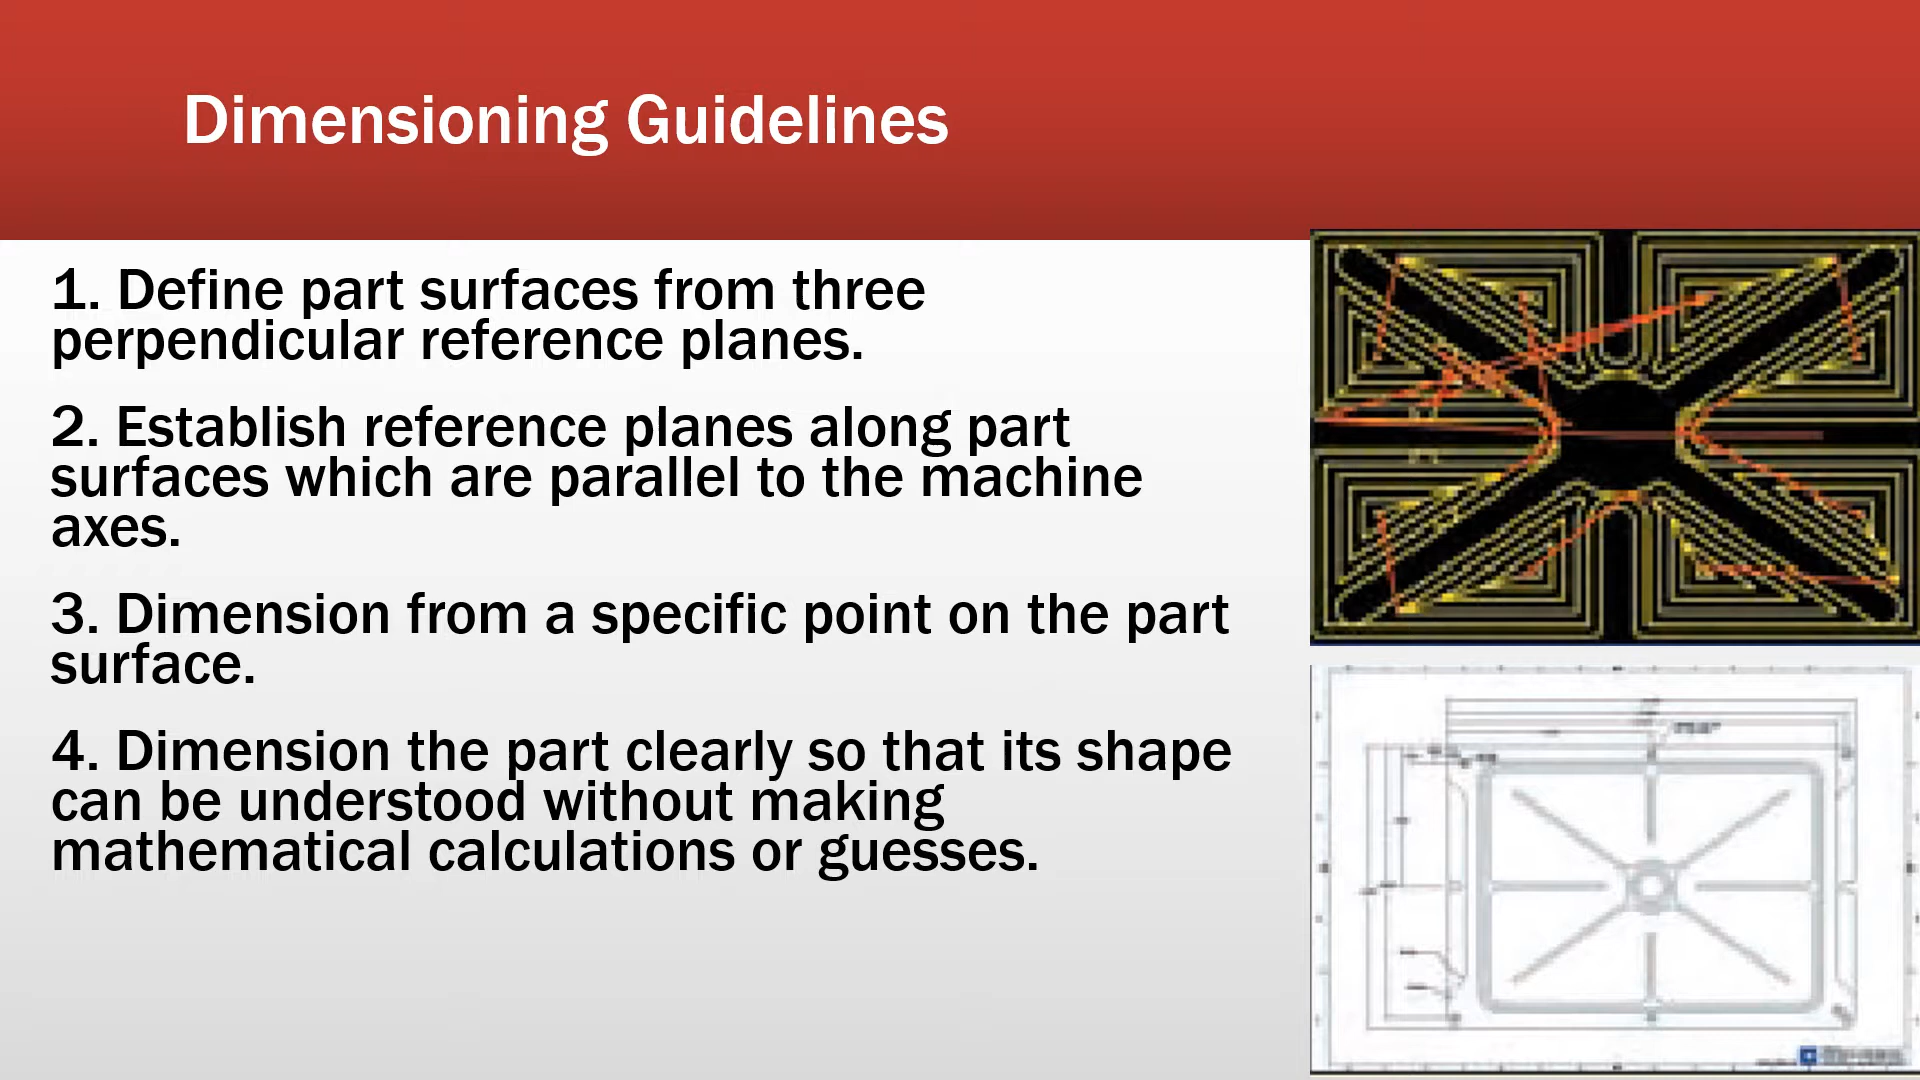 Dimensioning Guidelines
1. Define part surfaces from three
perpendicular reference planes.
2. Establish reference planes along part
surfaces which are parallel to the machine
axes.
3. Dimension from a specific point on the part
surface.
4. Dimension the part clearly so that its shape
can be understood without making
mathematical calculations or guesses.